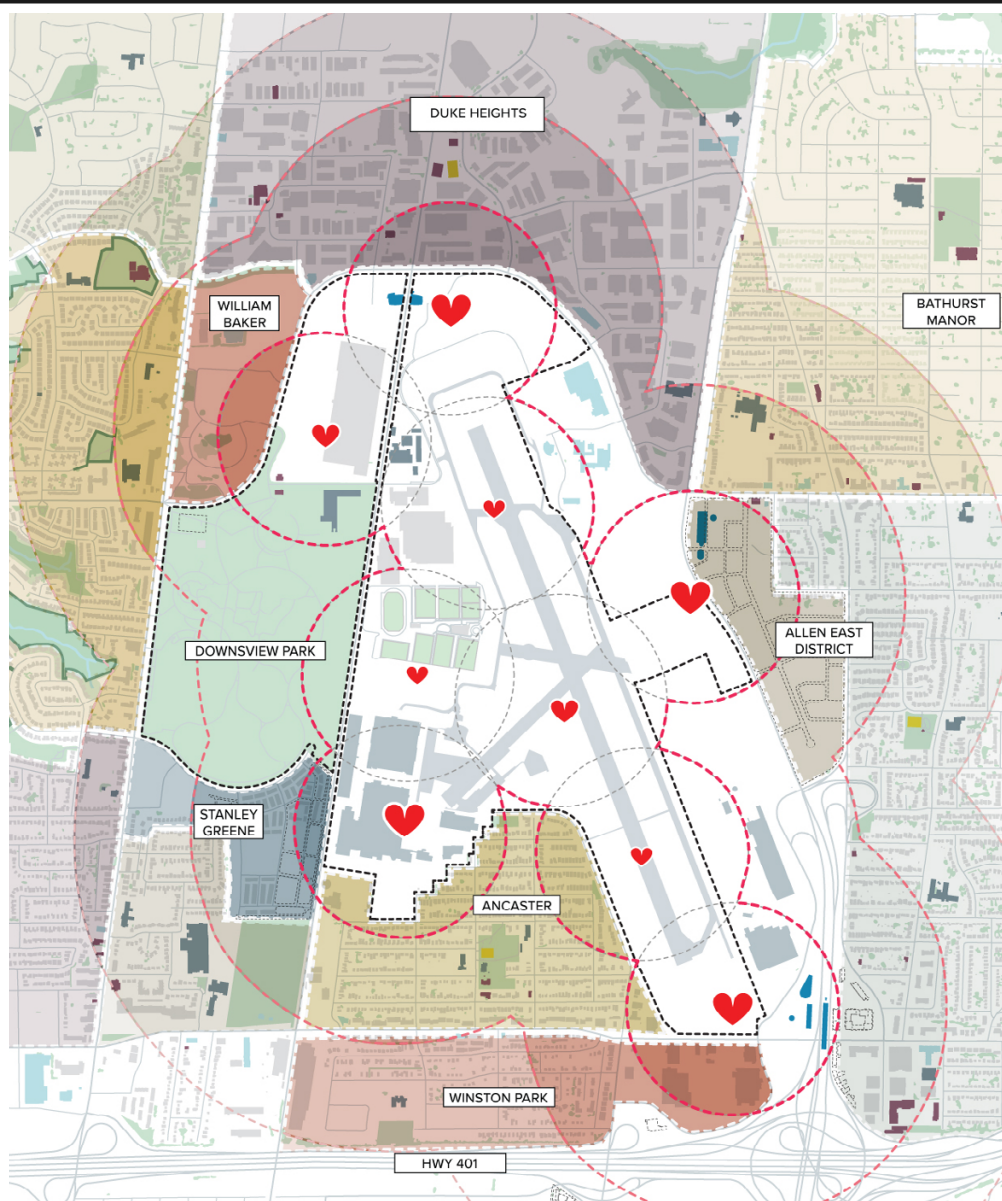 DUKE HEIGHTS
WILLIAM
BAKER
BATHURST
MANOR
DOWNSVIEW PARK
ALLEN EAST
DISTRICT
STANLEY
GREENE
ANCASTER
WINSTON PARK
HWY 401